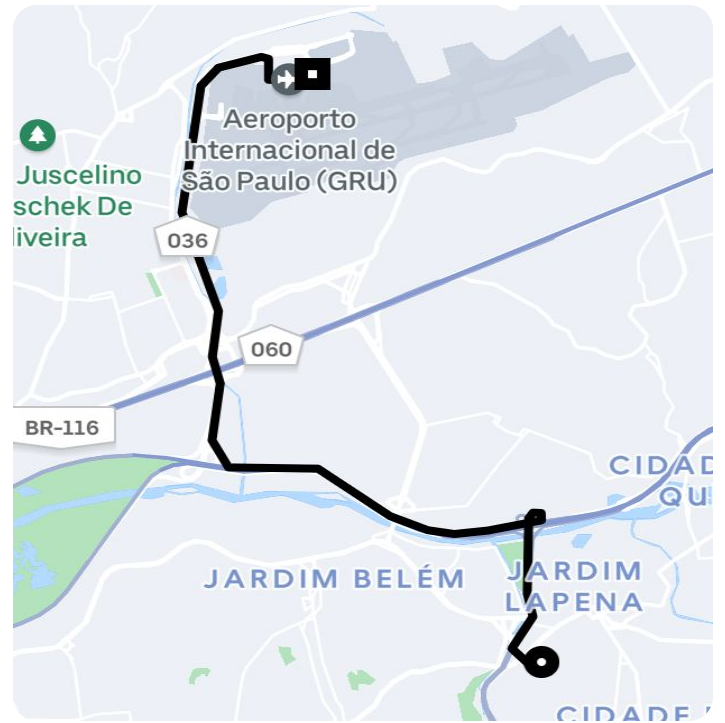 Aeroporto
Internacional de
São Paulo (GRU)
Juscelino
schek De
liveira
036
060
BR-116
CIDAD
QU
JARDIM BELÉM
JARDIM
LAPENA
CIDADE